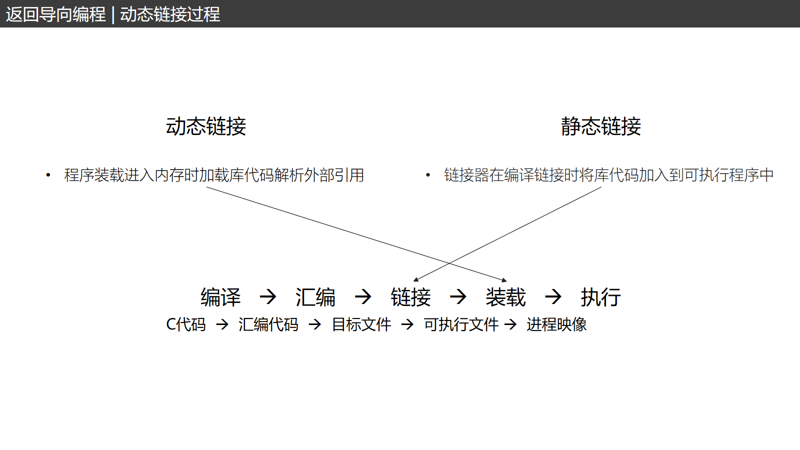 返回导向编程 | 动态链接过程
动态链接
静态链接
• 程序装载进入内存时加载库代码解析外部引用
• 链接器在编译链接时将库代码加入到可执行程序中
编译 → 汇编 → 链接 → 装载 → 执行
C代码 → 汇编代码 → 目标文件 → 可执行文件 → 进程映像